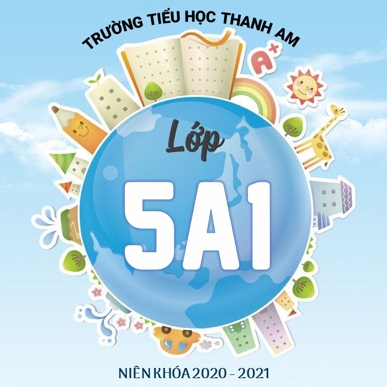 TRƯỜNG TIỂU HỌC THANH AM
A+
Lớp
5A1
NIÊN KHÓA 2020 - 2021